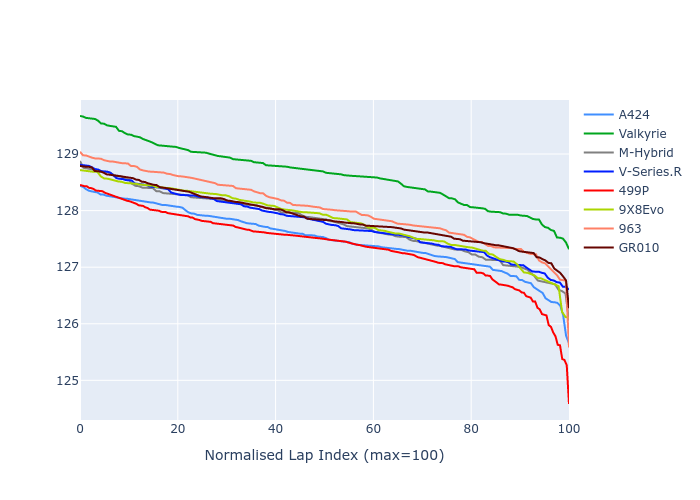 A424
Valkyrie
M-Hybrid
V-Series.R
499P
9X8Evo
963
GR010
129
128
127
126
125
0 20 40 60 80 100
Normalised Lap Index (max=100)